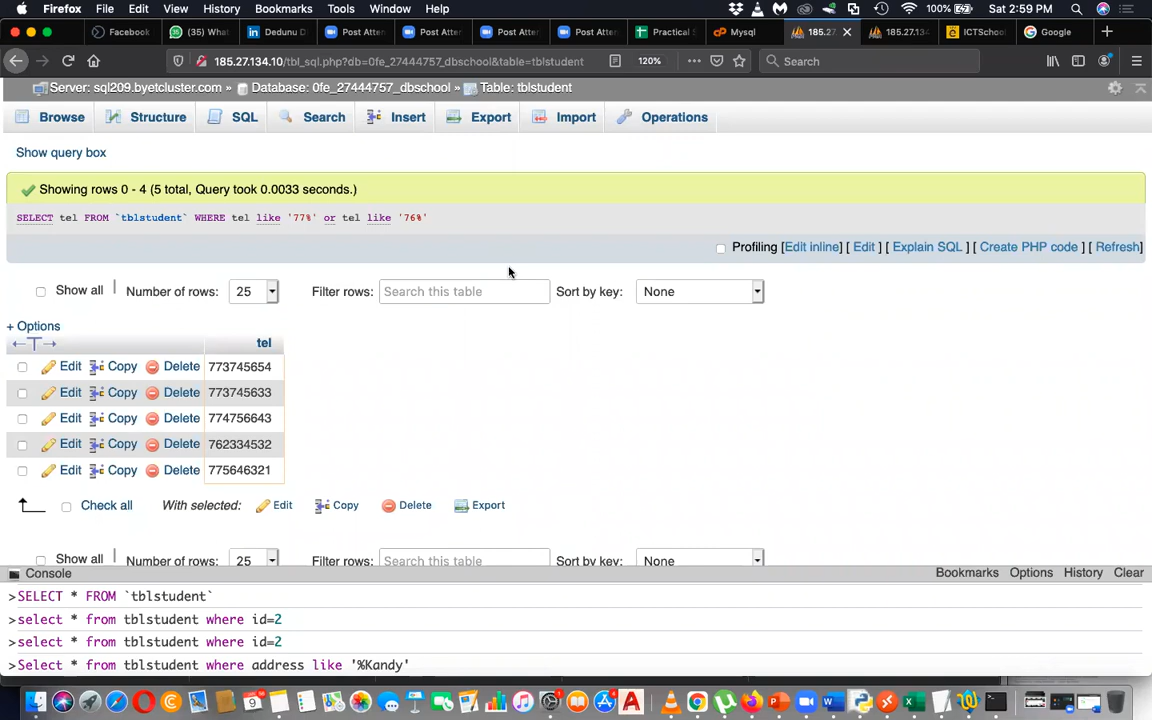 Firefox File Edit View History Bookmarks Tools Window Help 100% Sat 2:59 PM
Facebook (35) What Dedunu D Post Atten Post Atter Post Atter Post Atter Practical Mysql 185.27. 185.27.134 ICTSchool Google
185.27.134.10/tbl_sql.php?db=0fe_27444757_dbschool&table=tblstudent 120% Search
Server: sql209.byetcluster.com » Database: 0fe_27444757_dbschool » Table: tblstudent
Browse Structure SQL Search Insert Export Import Operations
Show query box
Showing rows 0 - 4 (5 total, Query took 0.0033 seconds.)
SELECT tel FROM `tblstudent` WHERE tel like '77%' or tel like '76%'
Profiling [Edit inline] [ Edit ] [ Explain SQL ] [ Create PHP code ] [ Refresh]
Show all Number of rows: 25 Filter rows: Search this table Sort by key: None
+ Options
←T→ tel
Edit Copy Delete 773745654
Edit Copy Delete 773745633
Edit Copy Delete 774756643
Edit Copy Delete 762334532
Edit Copy Delete 775646321
Check all With selected: Edit Copy Delete Export
Show all Number of rows: 25 Filter rows: Search this table Sort by key: None
Console Bookmarks Options History Clear
>SELECT * FROM `tblstudent`
>select * from tblstudent where id=2
>select * from tblstudent where id=2
>Select * from tblstudent where address like '%Kandy'